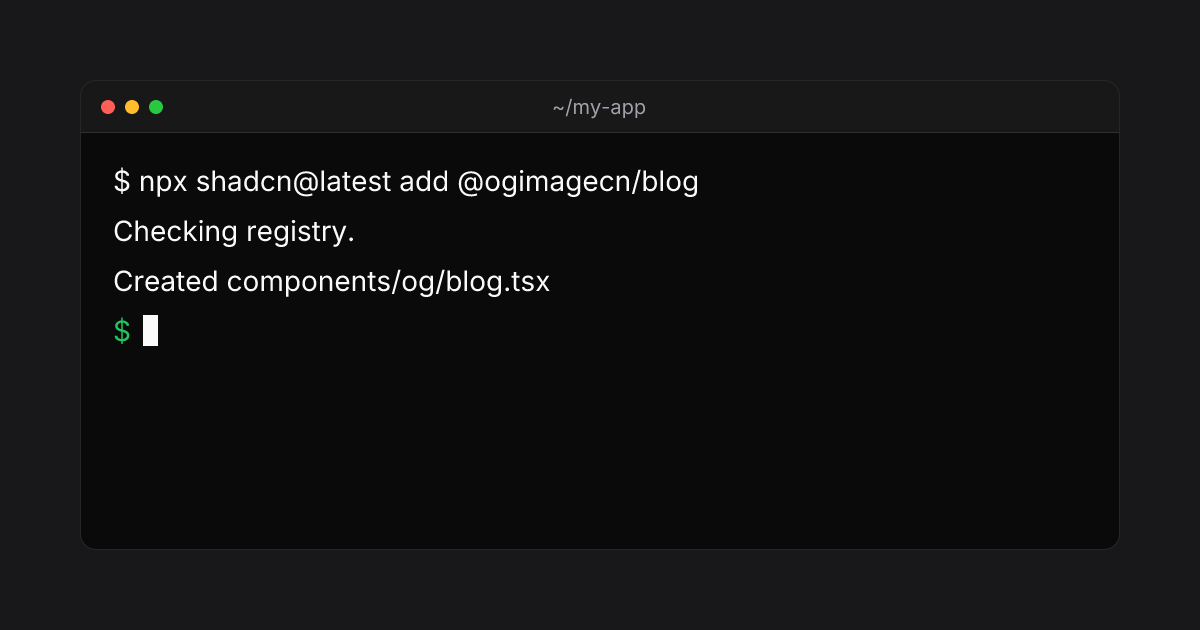 ~/my-app
$ npx shadcn@latest add @ogimagecn/blog
Checking registry.
Created components/og/blog.tsx
$